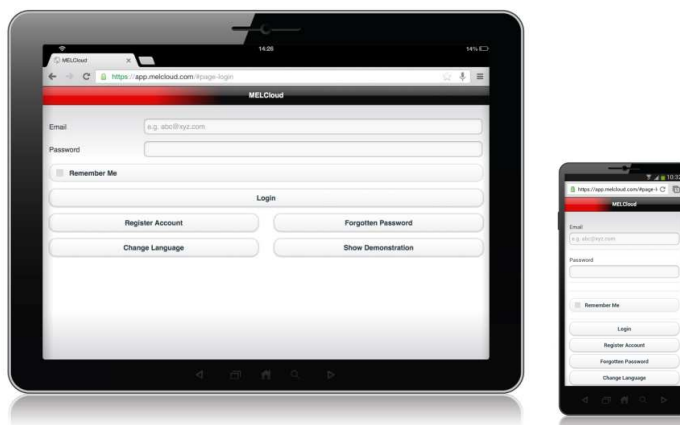 14:26
14%
MELCloud x
https://app.melcloud.com/#page-login
MELCloud
Email e.g. abc@xyz.com
Password
Remember Me
Login
Register Account Forgotten Password
Change Language Show Demonstration
10:32
https://app.melcloud.com/#page-l
MELCloud
Email
e.g. abc@xyz.com
Password
Remember Me
Login
Register Account
Forgotten Password
Change Language